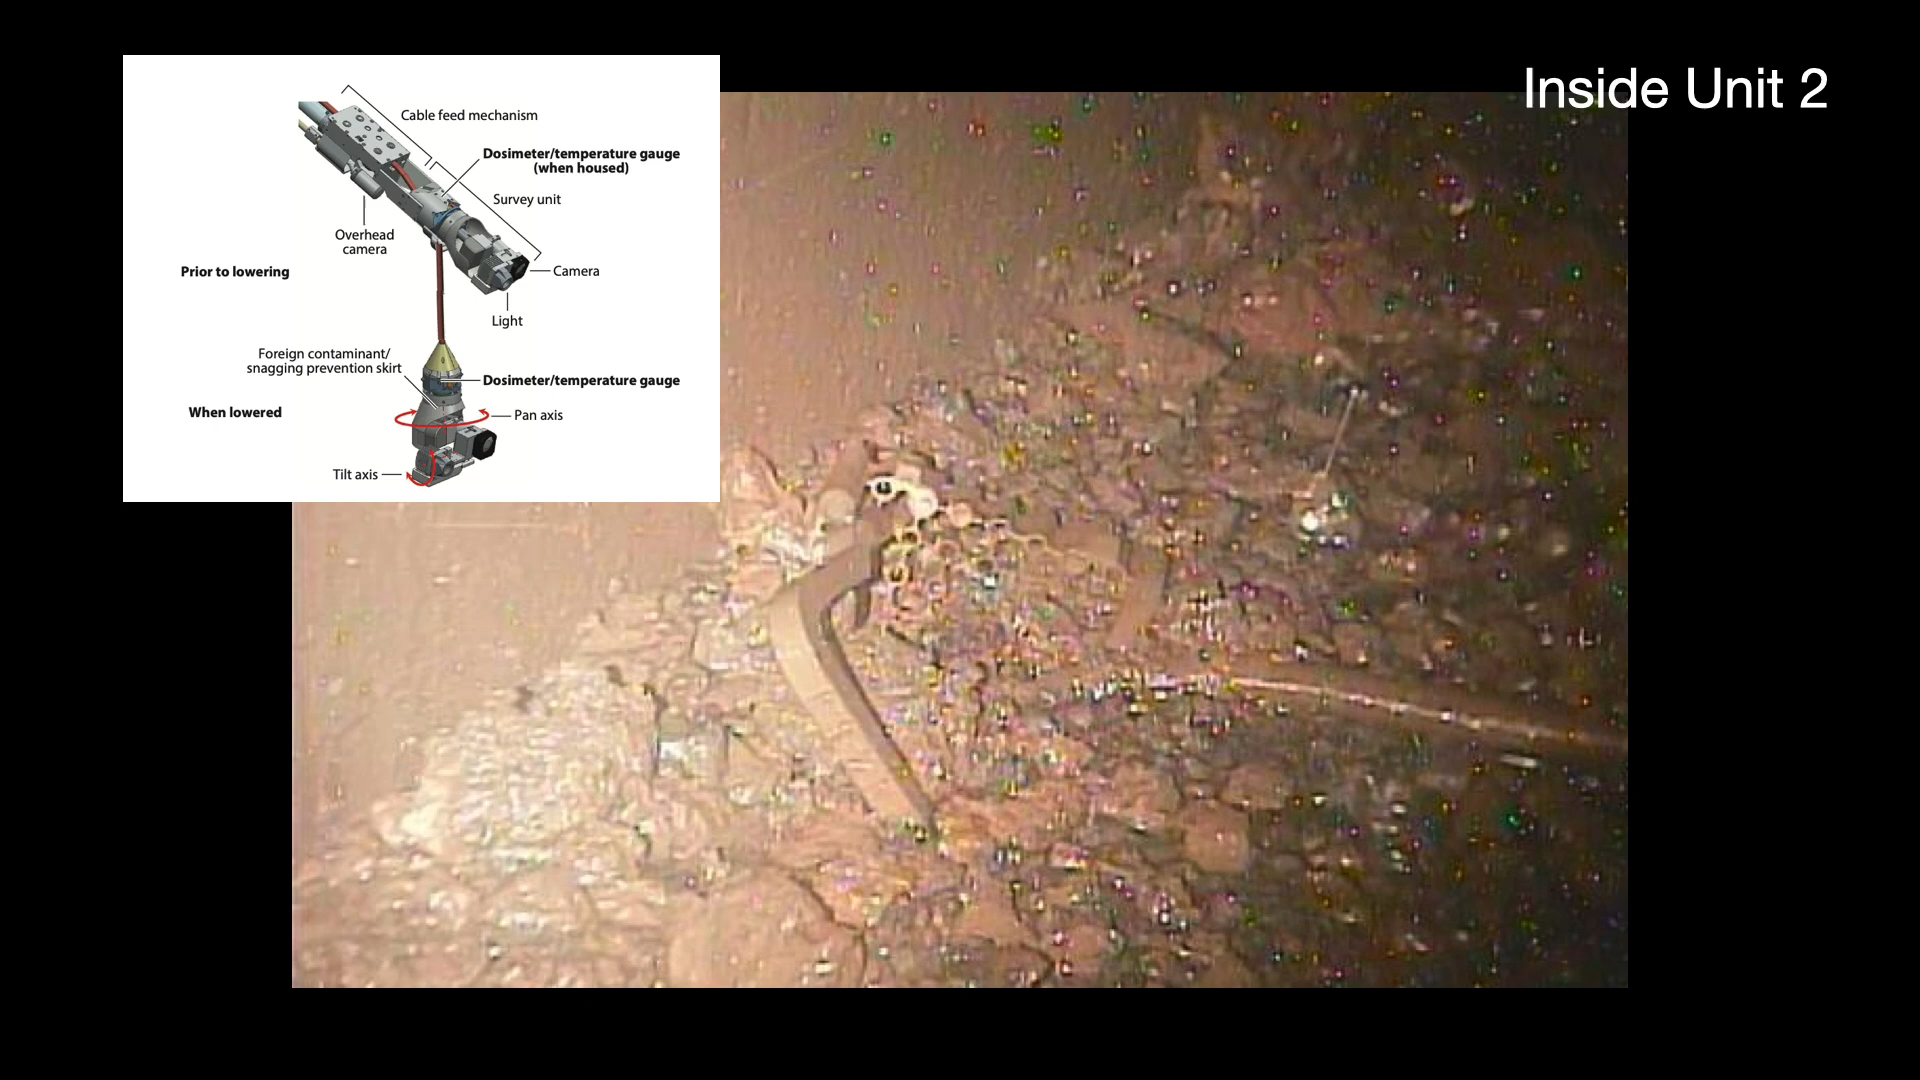 Inside Unit 2
Cable feed mechanism
Dosimeter/temperature gauge
(when housed)
Survey unit
Overhead
camera
Prior to lowering
Camera
Light
Foreign contaminant/
snagging prevention skirt
Dosimeter/temperature gauge
When lowered
Pan axis
Tilt axis